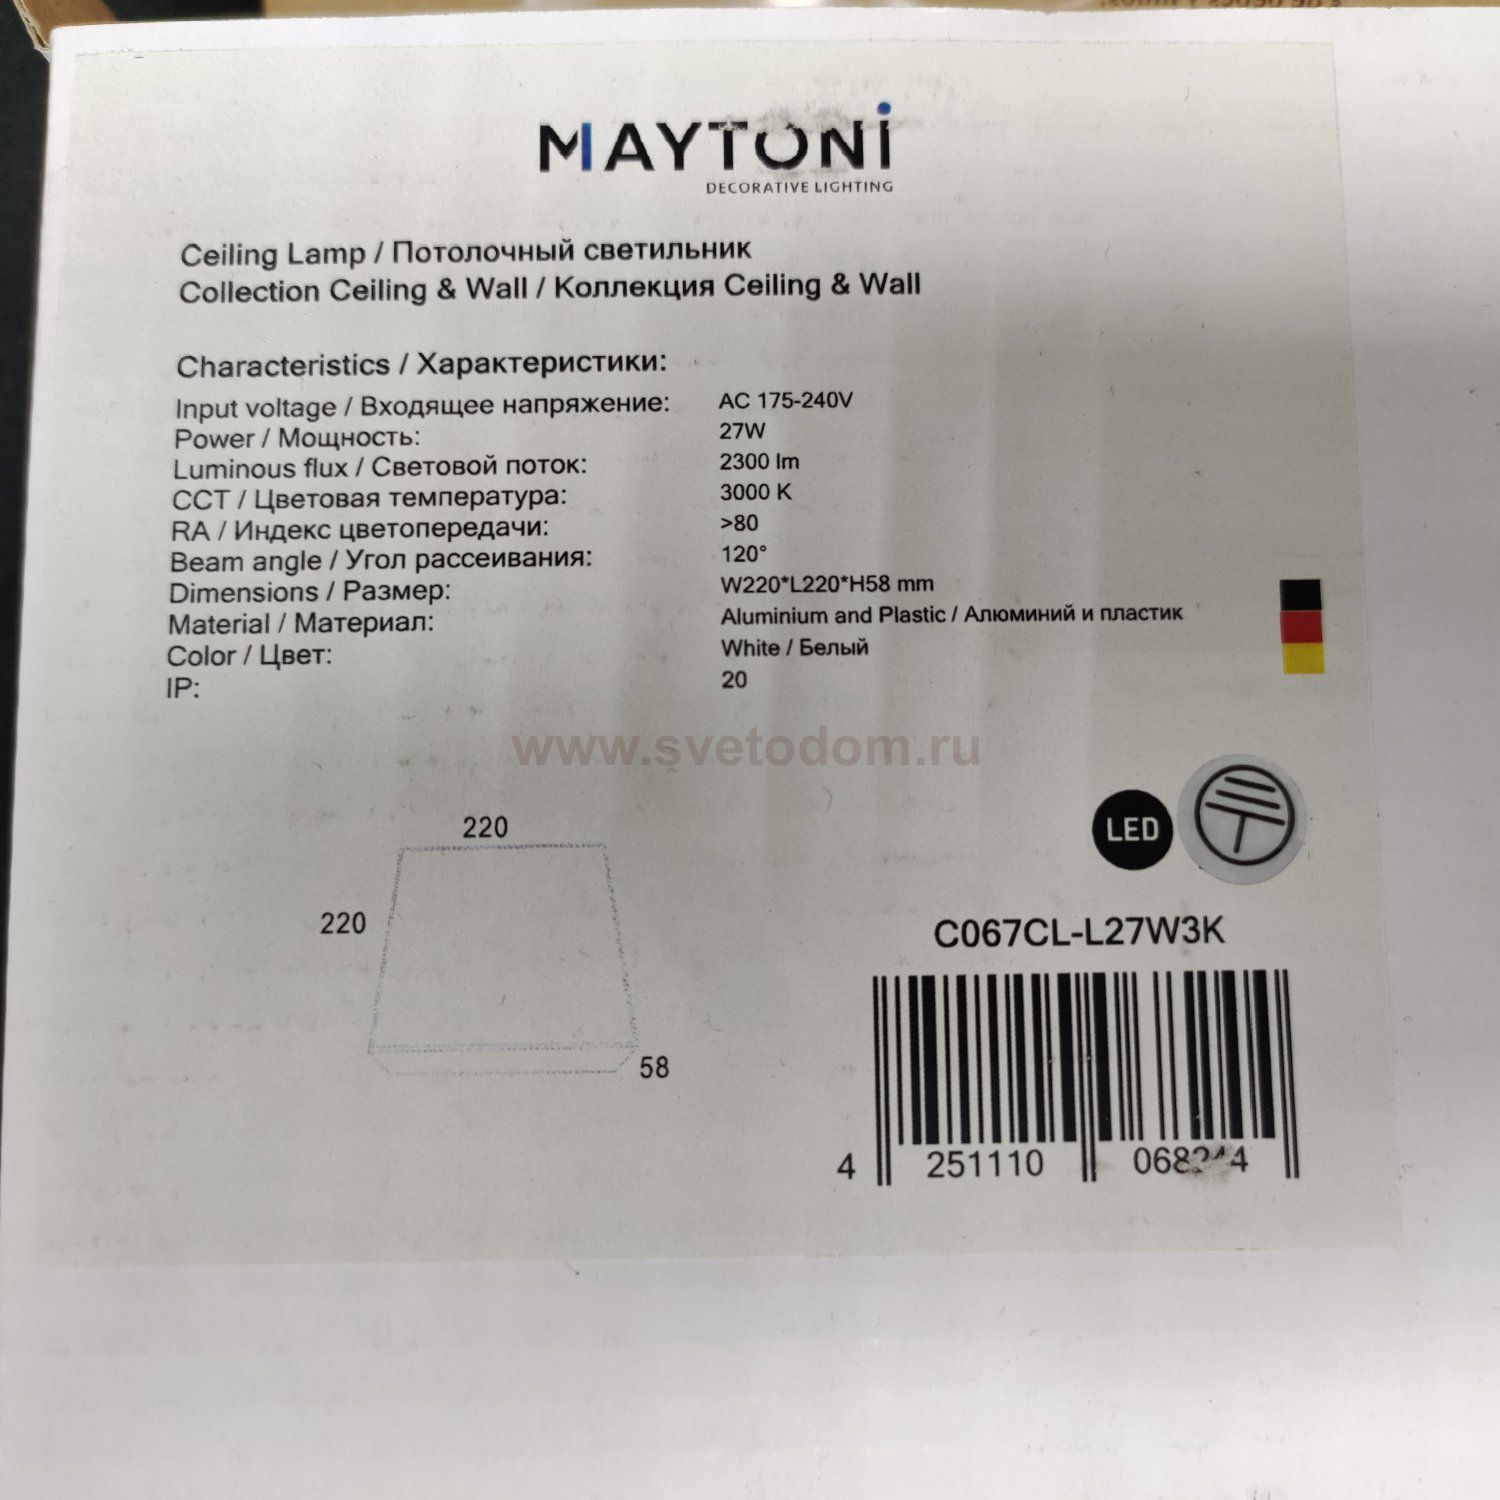 MAYTONi
DECORATIVE LIGHTING
Ceiling Lamp / Потолочный светильник
Collection Ceiling & Wall / Коллекция Ceiling & Wall
Characteristics / Характеристики:
Input voltage / Входящее напряжение: AC 175-240V
Power / Мощность: 27W
Luminous flux / Световой поток: 2300 lm
CCT / Цветовая температура: 3000 K
RA / Индекс цветопередачи: >80
Beam angle / Угол рассеивания: 120°
Dimensions / Размер: W220*L220*H58 mm
Material / Материал: Aluminium and Plastic / Алюминий и пластик
Color / Цвет: White / Белый
IP: 20
www.svetodom.ru
220
220
58
LED
C067CL-L27W3K
4 251110